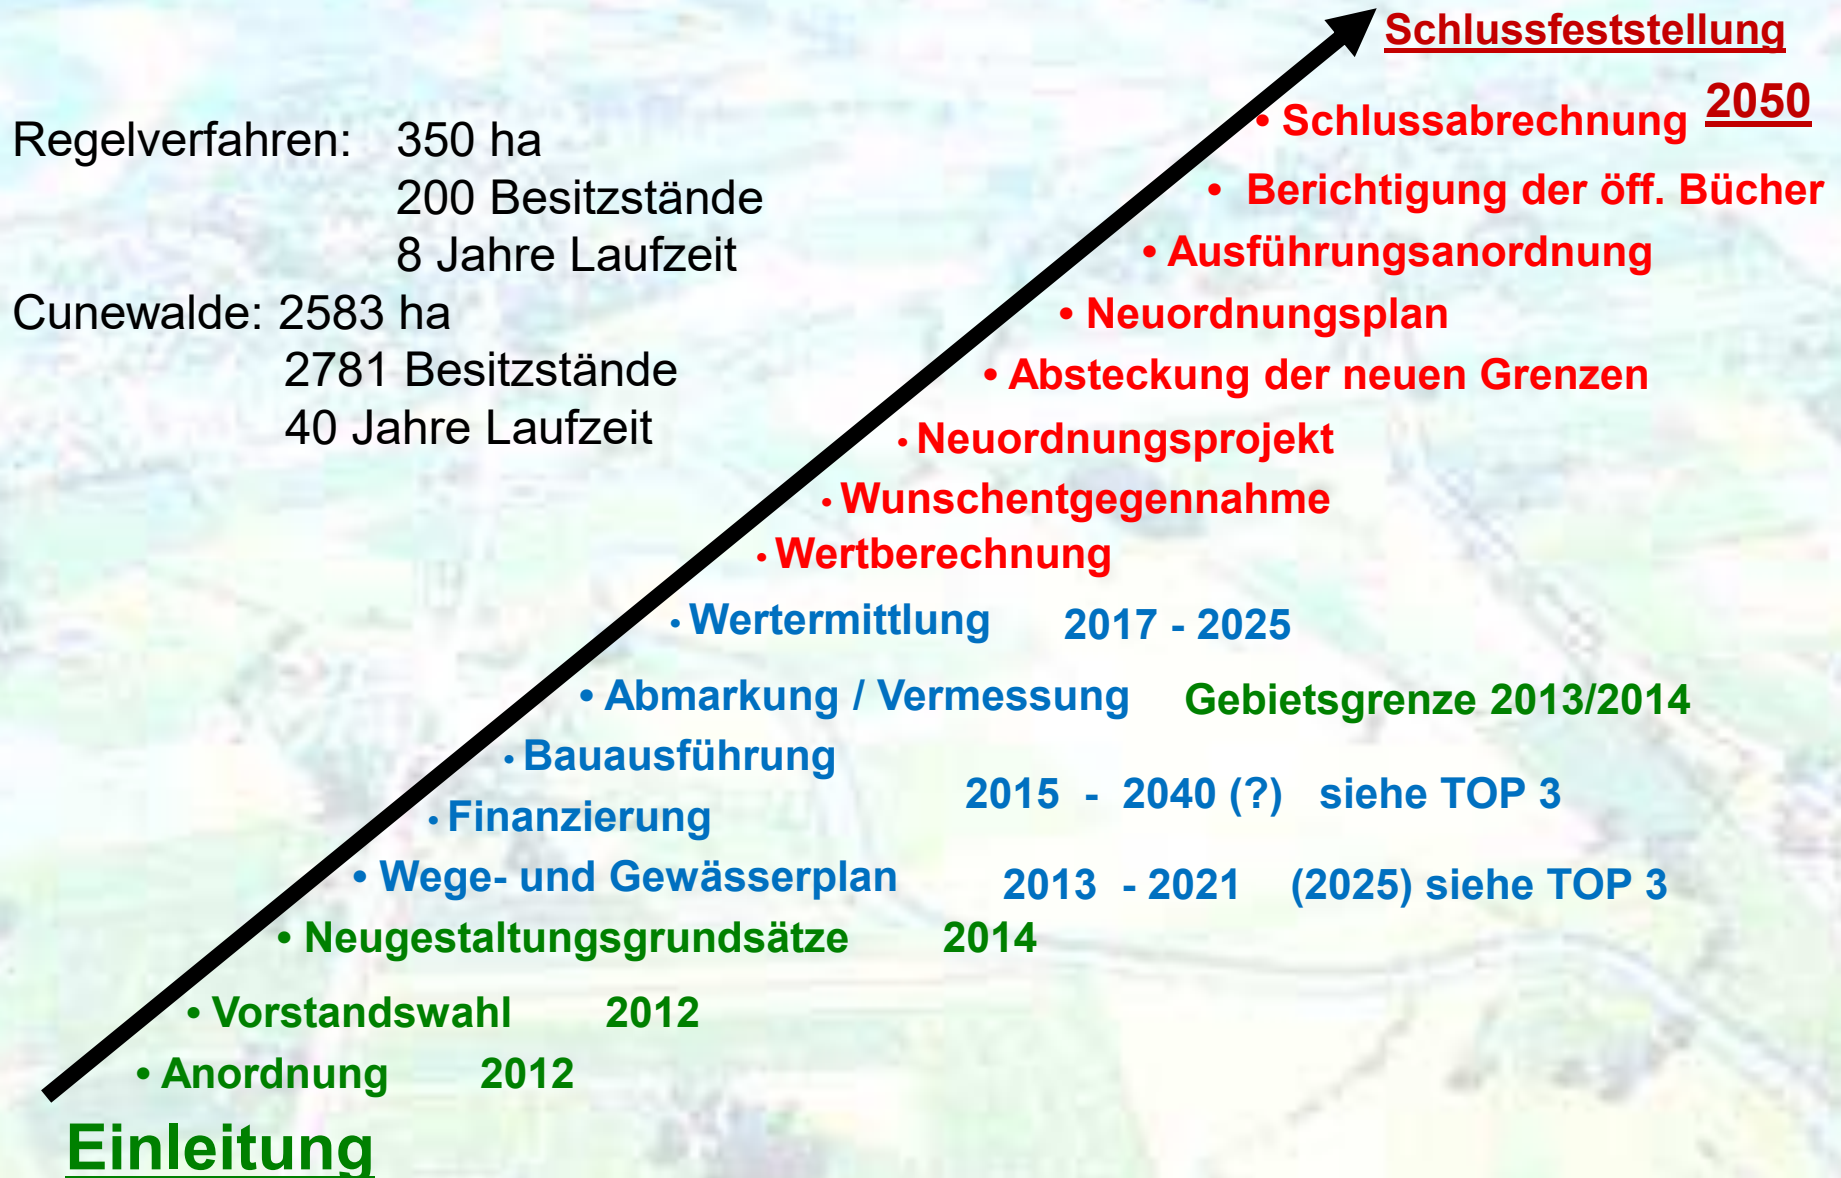 Schlussfeststellung
2050
• Schlussabrechnung
Regelverfahren: 350 ha
200 Besitzstände
8 Jahre Laufzeit
Cunewalde: 2583 ha
2781 Besitzstände
40 Jahre Laufzeit
• Berichtigung der öff. Bücher
• Ausführungsanordnung
• Neuordnungsplan
• Absteckung der neuen Grenzen
• Neuordnungsprojekt
• Wunschentgegennahme
• Wertberechnung
• Wertermittlung 2017 - 2025
• Abmarkung / Vermessung Gebietsgrenze 2013/2014
• Bauausführung
2015 - 2040 (?) siehe TOP 3
• Finanzierung
• Wege- und Gewässerplan 2013 - 2021 (2025) siehe TOP 3
• Neugestaltungsgrundsätze 2014
• Vorstandswahl 2012
• Anordnung 2012
Einleitung